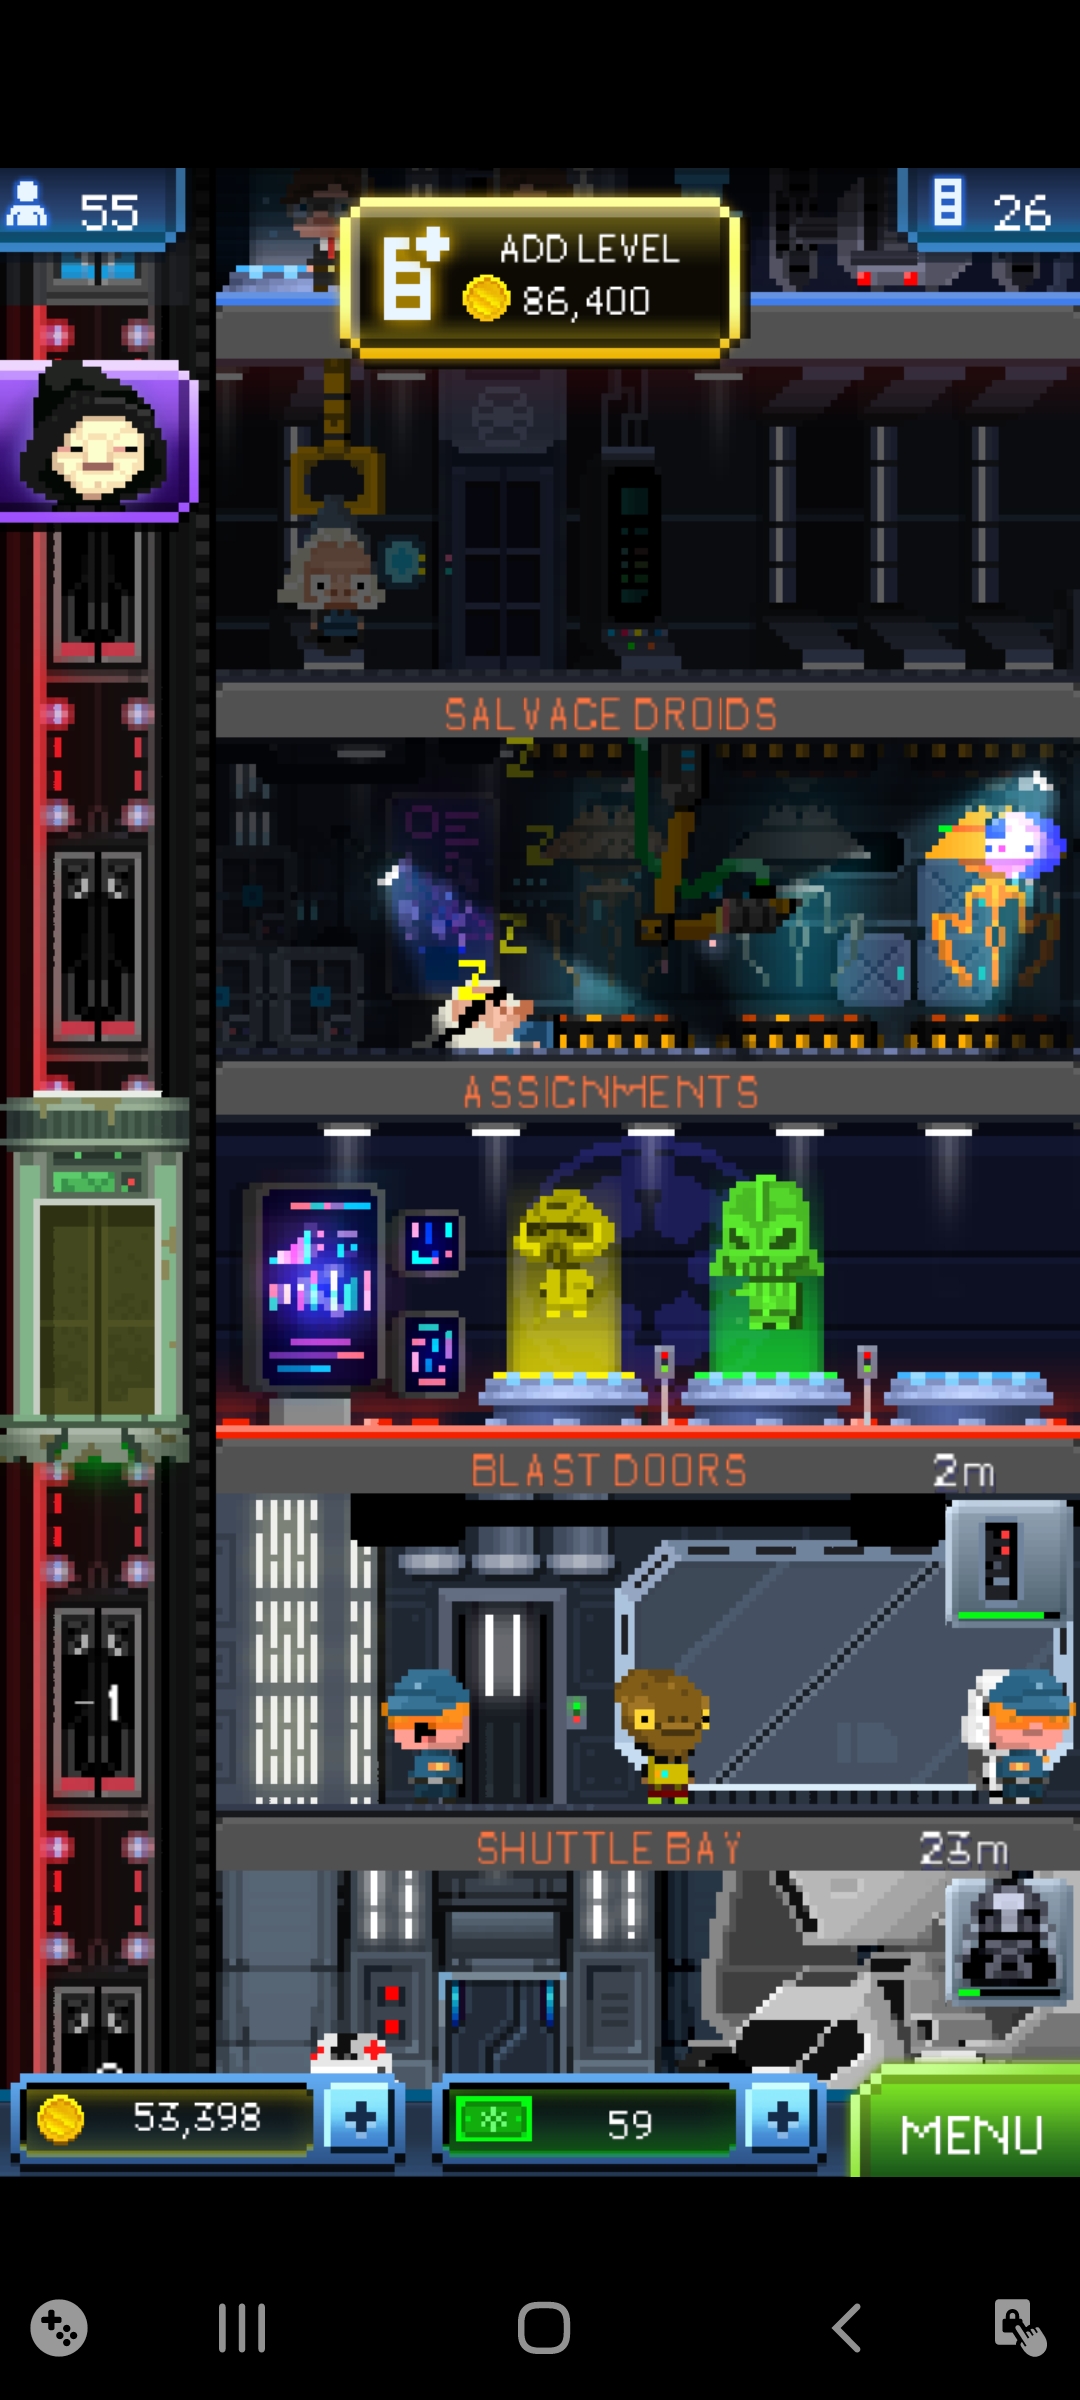 55
26
ADD LEVEL
86,400
SALVAGE DROIDS
Z
Z
Z
Z
ASSIGNMENTS
BLAST DOORS 2m
-1
SHUTTLE BAY 23m
53,398
59
MENU